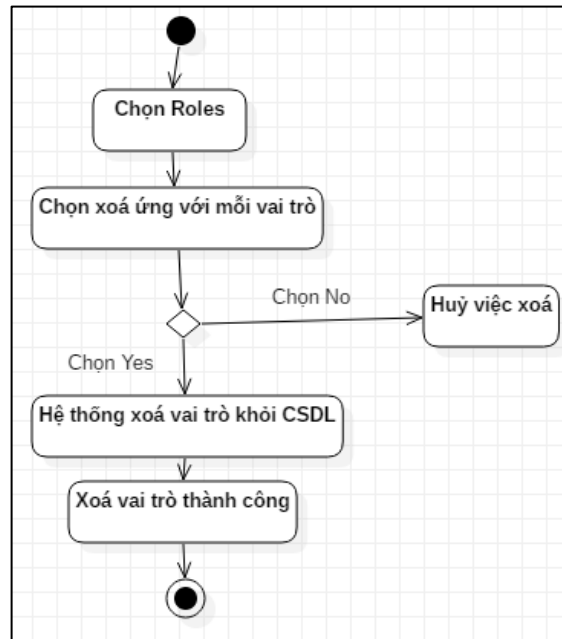 Chọn Roles
Chọn xoá ứng với mỗi vai trò
Chọn No
Huỷ việc xoá
Chọn Yes
Hệ thống xoá vai trò khỏi CSDL
Xoá vai trò thành công